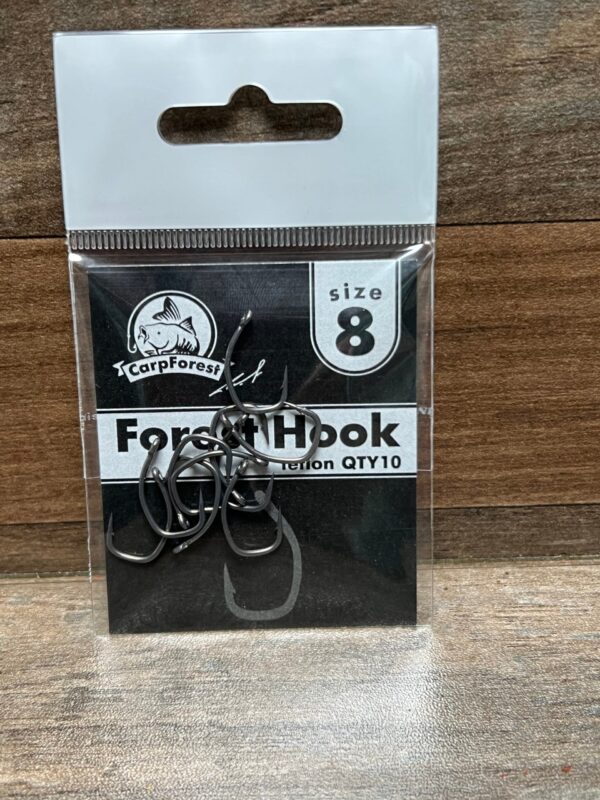 size
8
CarpForest
Forest Hook
Teflon QTY10